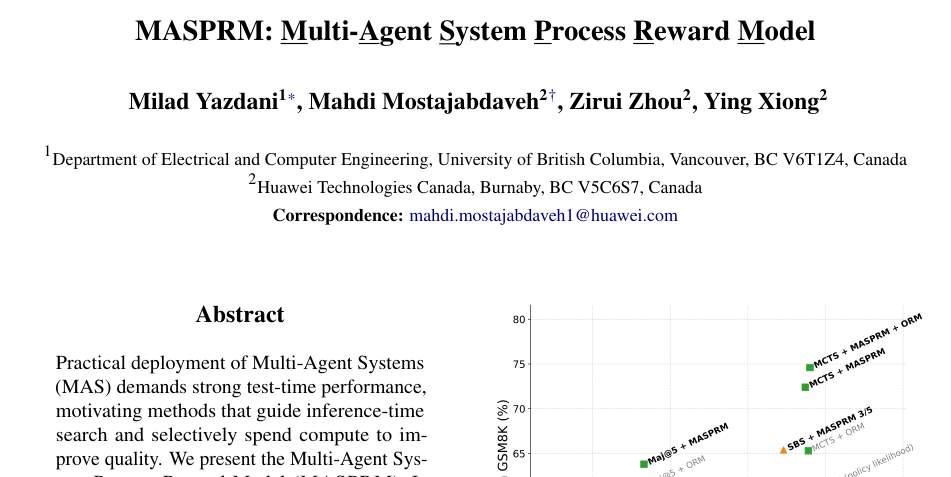 MASPRM: Multi-Agent System Process Reward Model
Milad Yazdani1*, Mahdi Mostajabdaveh2†, Zirui Zhou2, Ying Xiong2
1Department of Electrical and Computer Engineering, University of British Columbia, Vancouver, BC V6T1Z4, Canada
2Huawei Technologies Canada, Burnaby, BC V5C6S7, Canada
Correspondence: mahdi.mostajabdaveh1@huawei.com
Abstract
Practical deployment of Multi-Agent Systems
(MAS) demands strong test-time performance,
motivating methods that guide inference-time
search and selectively spend compute to im-
prove quality. We present the Multi-Agent Sys-
80
75
70
65
GSM8K (%)
MCTS + MASPRM + ORM
MCTS + MASPRM
SBS + MASPRM 3/5
MCTS + ORM
Maj@5 + MASPRM
@5 + ORM
(policy likelihood)